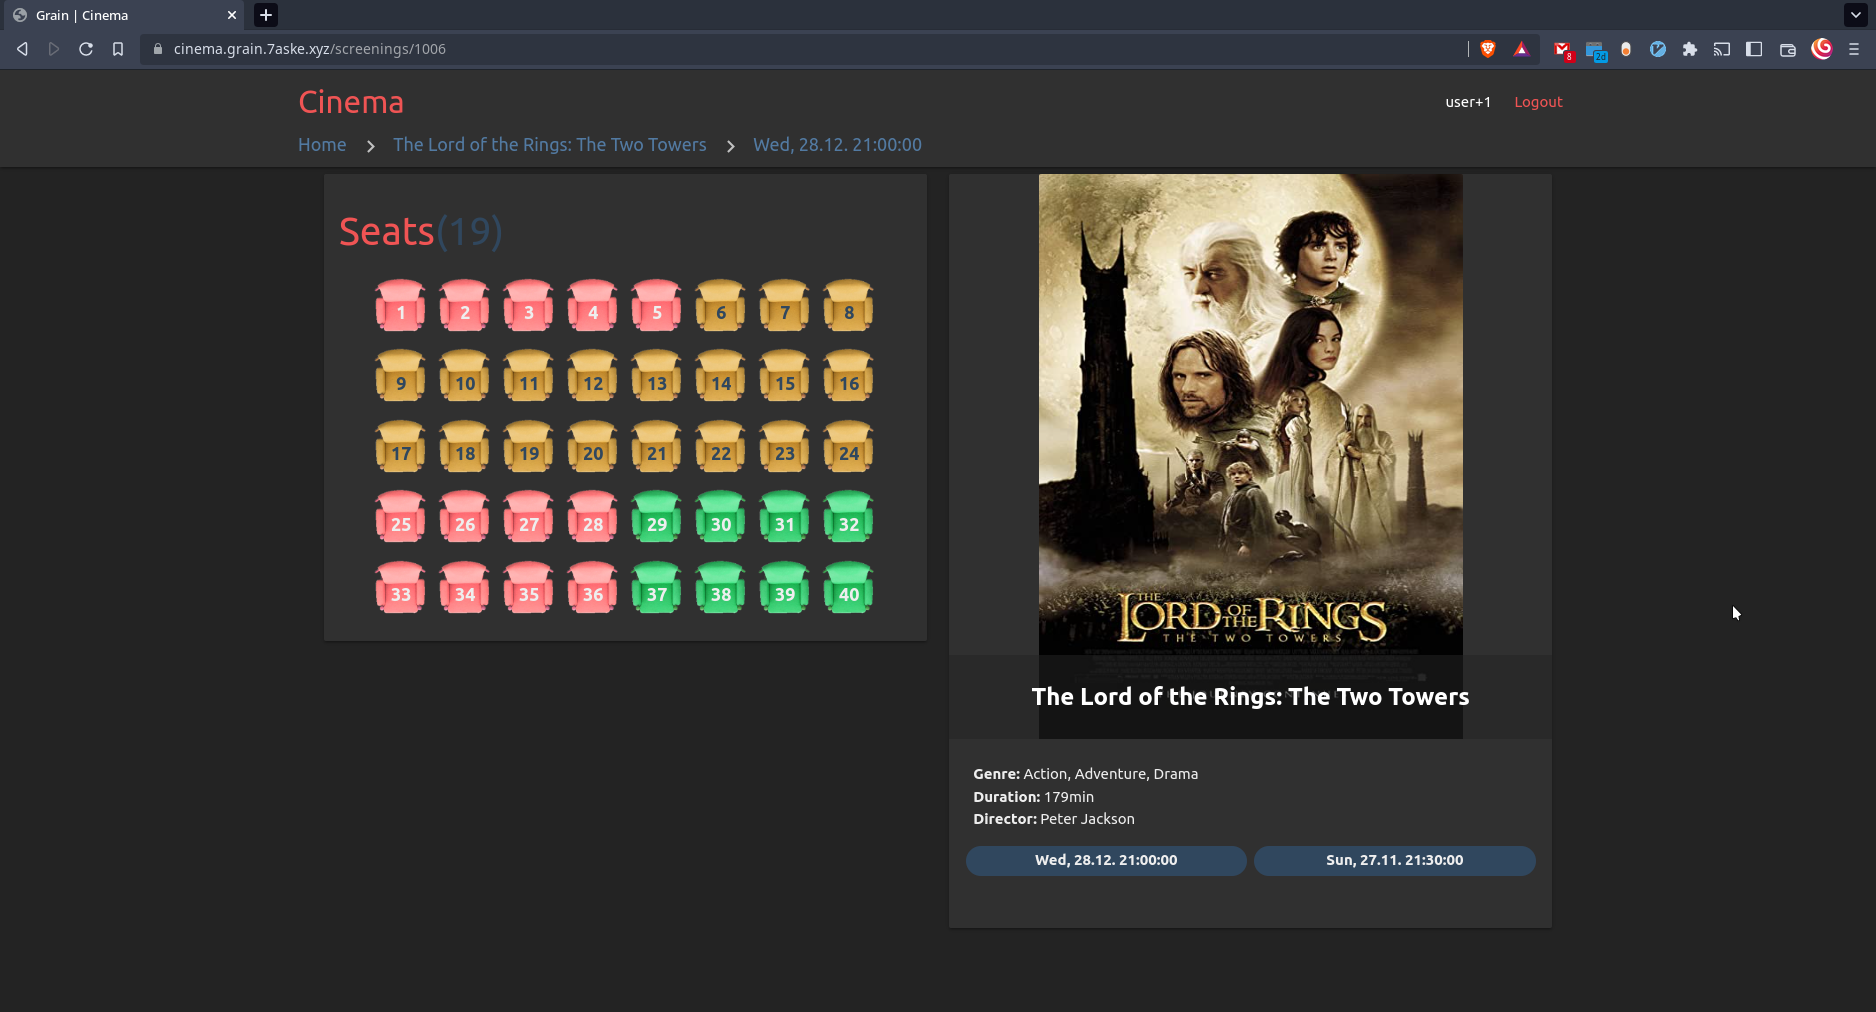 Grain | Cinema
cinema.grain.7aske.xyz/screenings/1006
8
2d
Cinema
user+1 Logout
Home The Lord of the Rings: The Two Towers Wed, 28.12. 21:00:00
Seats(19)
1 2 3 4 5 6 7 8
9 10 11 12 13 14 15 16
17 18 19 20 21 22 23 24
25 26 27 28 29 30 31 32
33 34 35 36 37 38 39 40
THE
LORD OF THE RINGS
THE TWO TOWERS
The Lord of the Rings: The Two Towers
Genre: Action, Adventure, Drama
Duration: 179min
Director: Peter Jackson
Wed, 28.12. 21:00:00 Sun, 27.11. 21:30:00